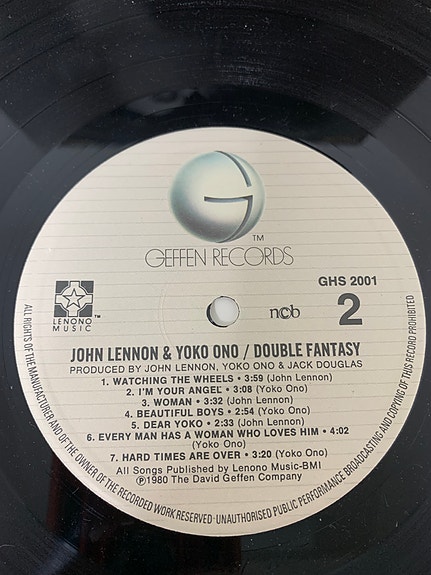 G
TM
GEFFEN RECORDS
GHS 2001
LENONO
MUSIC
TM
ncb
2
JOHN LENNON & YOKO ONO / DOUBLE FANTASY
PRODUCED BY JOHN LENNON, YOKO ONO & JACK DOUGLAS
1. WATCHING THE WHEELS • 3:59 (John Lennon)
2. I'M YOUR ANGEL • 3:08 (Yoko Ono)
3. WOMAN • 3:32 (John Lennon)
4. BEAUTIFUL BOYS • 2:54 (Yoko Ono)
5. DEAR YOKO • 2:33 (John Lennon)
6. EVERY MAN HAS A WOMAN WHO LOVES HIM • 4:02
(Yoko Ono)
7. HARD TIMES ARE OVER • 3:20 (Yoko Ono)
All Songs Published by Lenono Music-BMI
℗1980 The David Geffen Company
ALL RIGHTS OF THE MANUFACTURER AND OF THE OWNER OF THE RECORDED WORK RESERVED · UNAUTHORISED PUBLIC PERFORMANCE BROADCASTING AND COPYING OF THIS RECORD PROHIBITED